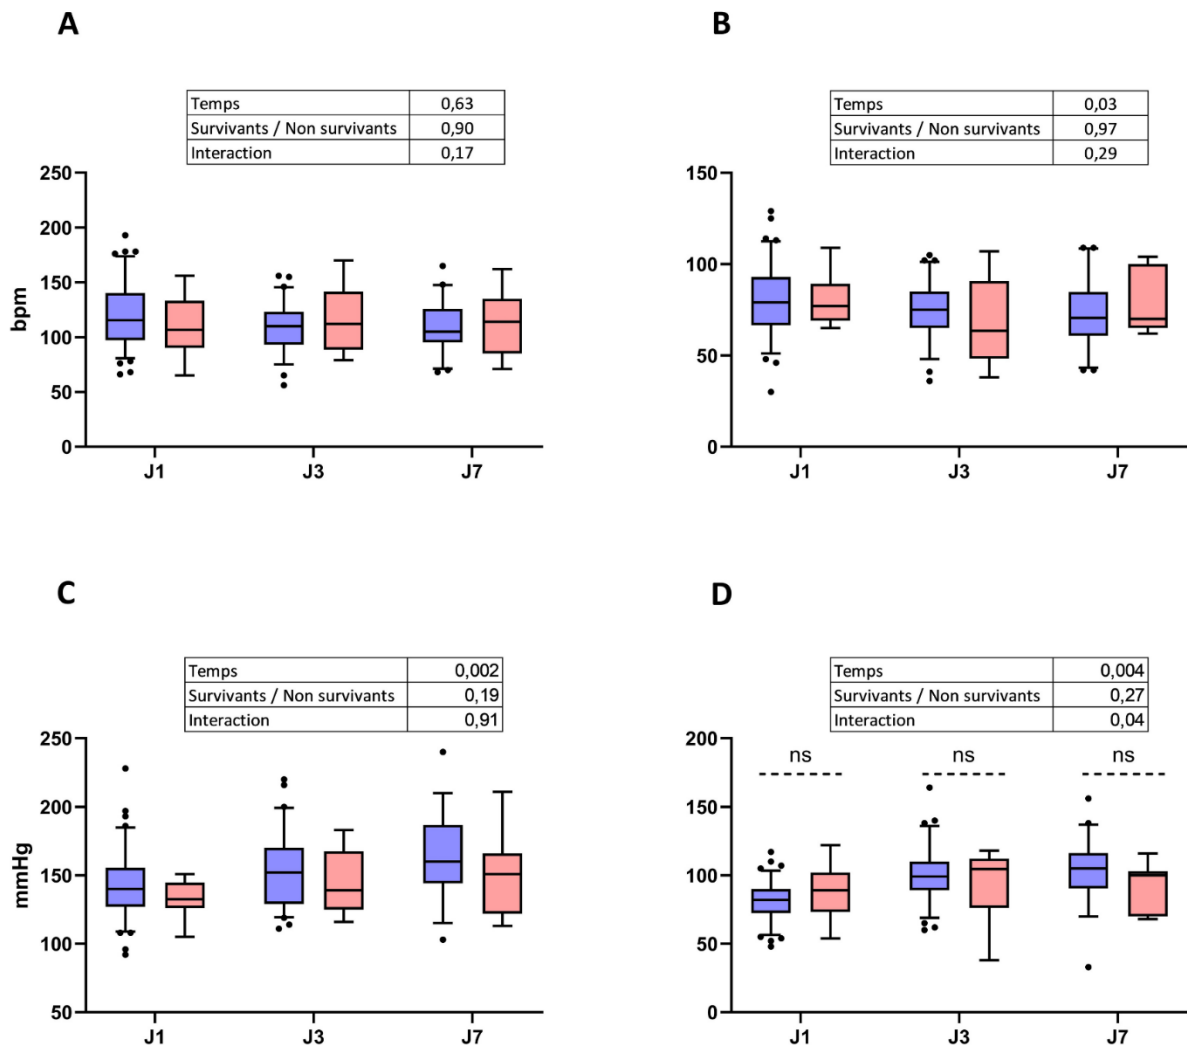 A
Temps 0,63
Survivants / Non survivants 0,90
Interaction 0,17
250
200
150
100
50
0
bpm
J1 J3 J7
B
Temps 0,03
Survivants / Non survivants 0,97
Interaction 0,29
150
100
50
0
J1 J3 J7
C
Temps 0,002
Survivants / Non survivants 0,19
Interaction 0,91
250
200
150
100
50
mmHg
J1 J3 J7
D
Temps 0,004
Survivants / Non survivants 0,27
Interaction 0,04
200
150
100
50
0
ns ns ns
J1 J3 J7